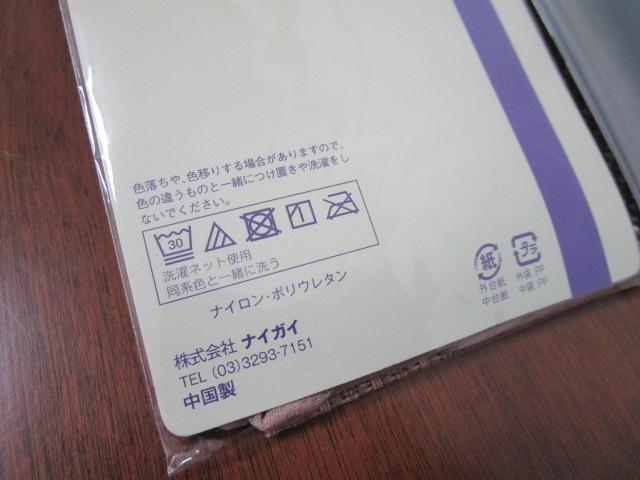 色落ちや、色移りする場合がありますので、
色の違うものと一緒につけ置きや洗濯をし
ないでください。
30
洗濯ネット使用
同系色と一緒に洗う
ナイロン・ポリウレタン
株式会社 ナイガイ
TEL (03)3293-7151
中国製
紙
外台紙
中台紙
プラ
外袋 PP
中袋 PP